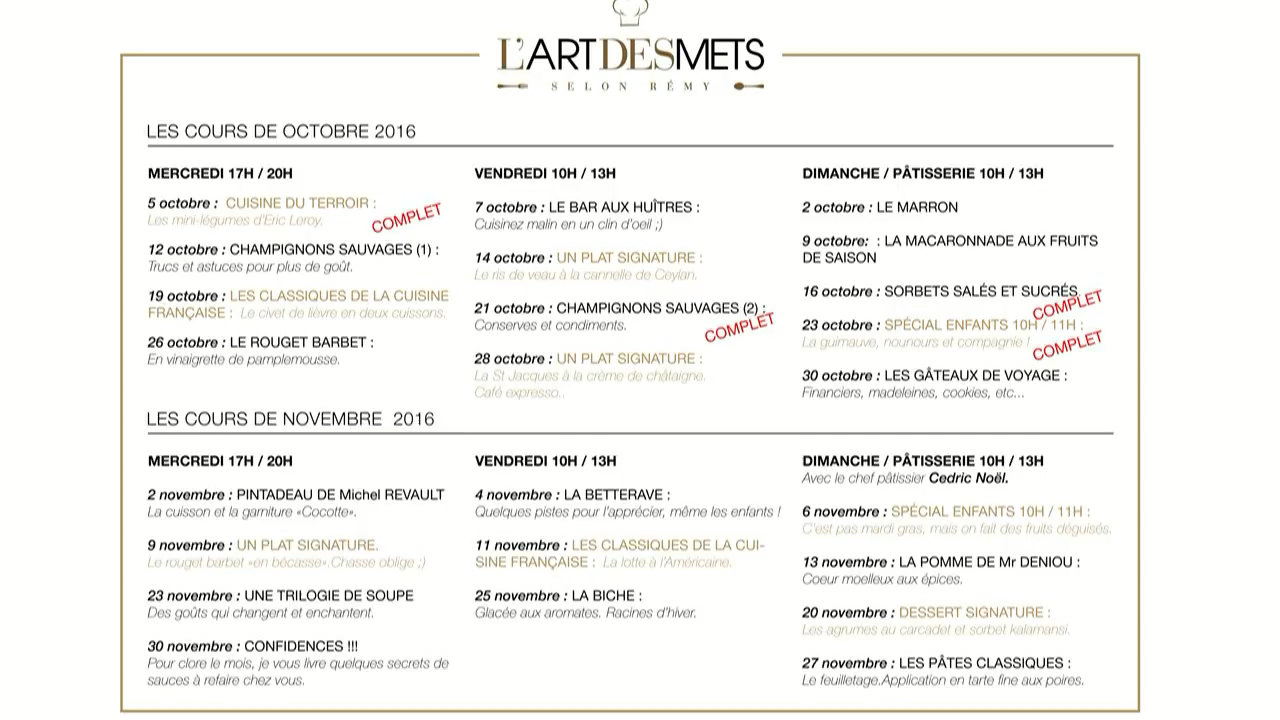 L'ART DES METS
SELON RÉMY
LES COURS DE OCTOBRE 2016
MERCREDI 17H / 20H
5 octobre : CUISINE DU TERROIR :
Les mini-légumes d'Eric Leroy.
COMPLET
12 octobre : CHAMPIGNONS SAUVAGES (1) :
Trucs et astuces pour plus de goût.
19 octobre : LES CLASSIQUES DE LA CUISINE
FRANÇAISE : Le civet de lièvre en deux cuissons.
26 octobre : LE ROUGET BARBET :
En vinaigrette de pamplemousse.
VENDREDI 10H / 13H
7 octobre : LE BAR AUX HUÎTRES :
Cuisinez malin en un clin d'oeil ;)
14 octobre : UN PLAT SIGNATURE :
Le ris de veau à la cannelle de Ceylan.
21 octobre : CHAMPIGNONS SAUVAGES (2) :
Conserves et condiments.
COMPLET
28 octobre : UN PLAT SIGNATURE :
La St Jacques à la crème de châtaigne.
Café expresso..
DIMANCHE / PÂTISSERIE 10H / 13H
2 octobre : LE MARRON
9 octobre: : LA MACARONNADE AUX FRUITS
DE SAISON
16 octobre : SORBETS SALÉS ET SUCRÉS
COMPLET
23 octobre : SPÉCIAL ENFANTS 10H / 11H :
La guimauve, nounours et compagnie !
COMPLET
30 octobre : LES GÂTEAUX DE VOYAGE :
Financiers, madeleines, cookies, etc...
LES COURS DE NOVEMBRE 2016
MERCREDI 17H / 20H
2 novembre : PINTADEAU DE Michel REVAULT
La cuisson et la garniture «Cocotte».
9 novembre : UN PLAT SIGNATURE.
Le rouget barbet «en bécasse».Chasse oblige ;)
23 novembre : UNE TRILOGIE DE SOUPE
Des goûts qui changent et enchantent.
30 novembre : CONFIDENCES !!!
Pour clore le mois, je vous livre quelques secrets de
sauces à refaire chez vous.
VENDREDI 10H / 13H
4 novembre : LA BETTERAVE :
Quelques pistes pour l'apprécier, même les enfants !
11 novembre : LES CLASSIQUES DE LA CUI-
SINE FRANÇAISE : La lotte à l'Américaine.
25 novembre : LA BICHE :
Glacée aux aromates. Racines d'hiver.
DIMANCHE / PÂTISSERIE 10H / 13H
Avec le chef pâtissier Cedric Noël.
6 novembre : SPÉCIAL ENFANTS 10H / 11H :
C'est pas mardi gras, mais on fait des fruits déguisés.
13 novembre : LA POMME DE Mr DENIOU :
Coeur moelleux aux épices.
20 novembre : DESSERT SIGNATURE :
Les agrumes au carcadet et sorbet kalamansi.
27 novembre : LES PÂTES CLASSIQUES :
Le feuilletage.Application en tarte fine aux poires.